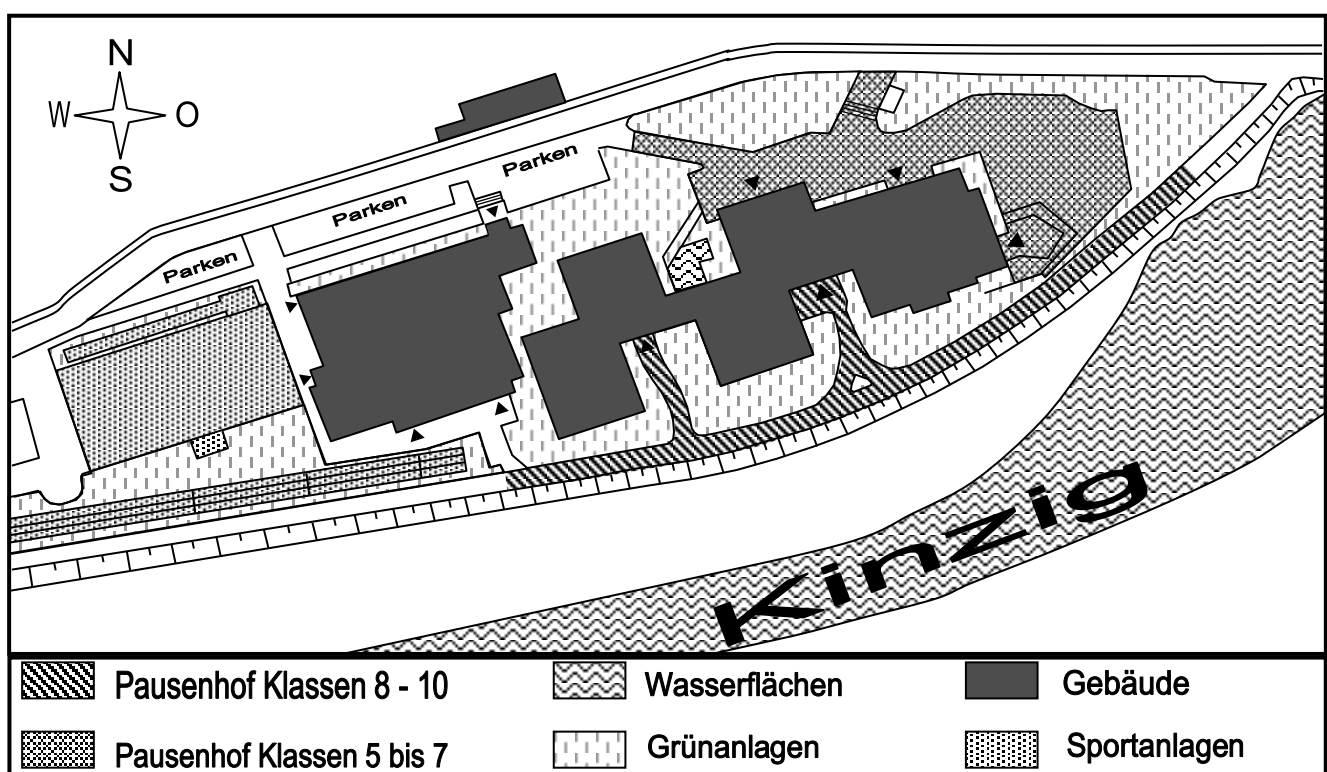 N
W O
S
Parken
Parken
Parken
Kinzig
Pausenhof Klassen 8 - 10
Wasserflächen
Gebäude
Pausenhof Klassen 5 bis 7
Grünanlagen
Sportanlagen